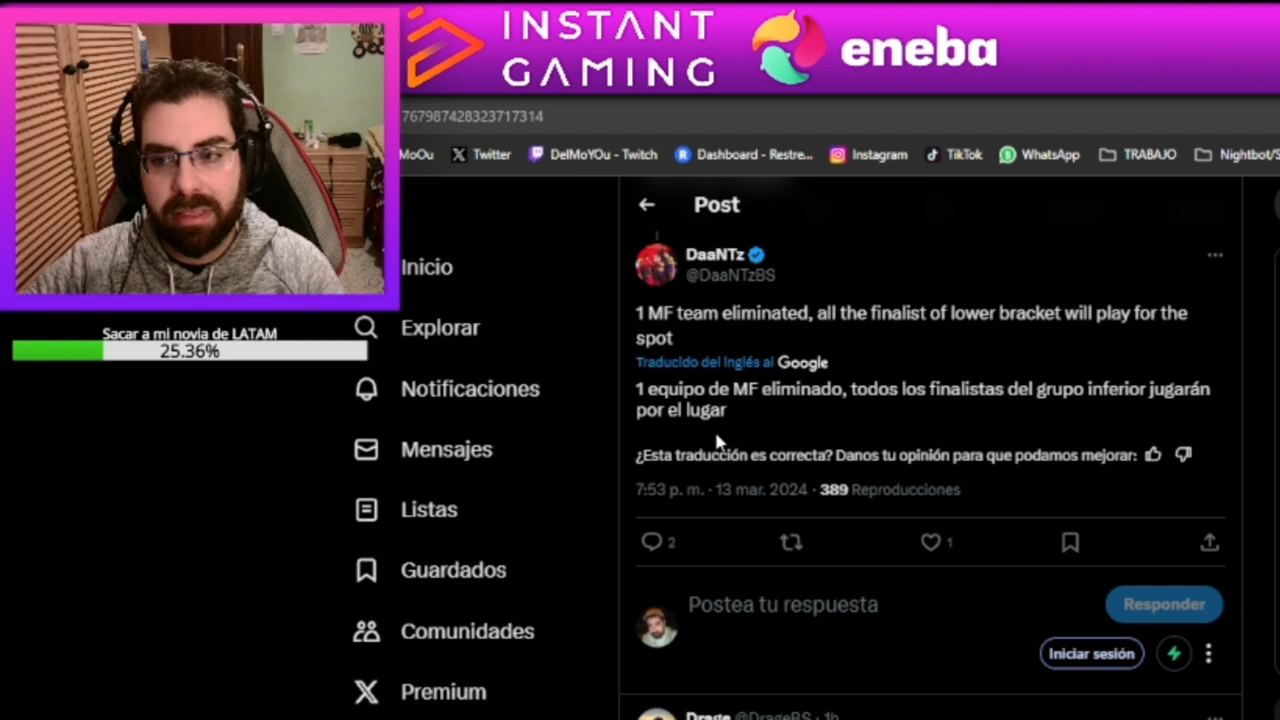 INSTANT
GAMING
eneba
767987428323717314
MoOu
Twitter
DelMoYOu - Twitch
Dashboard - Restre...
Instagram
TikTok
WhatsApp
TRABAJO
Nightbot/S
Post
DaaNTz
@DaaNTzBS
1 MF team eliminated, all the finalist of lower bracket will play for the
spot
Traducido del inglés al Google
1 equipo de MF eliminado, todos los finalistas del grupo inferior jugarán
por el lugar
¿Esta traducción es correcta? Danos tu opinión para que podamos mejorar:
7:53 p. m. · 13 mar. 2024 · 389 Reproducciones
2
1
Postea tu respuesta
Responder
Iniciar sesión
Drage @DrageBS · 1h
Sacar a mi novia de LATAM
25.36%
Inicio
Explorar
Notificaciones
Mensajes
Listas
Guardados
Comunidades
Premium